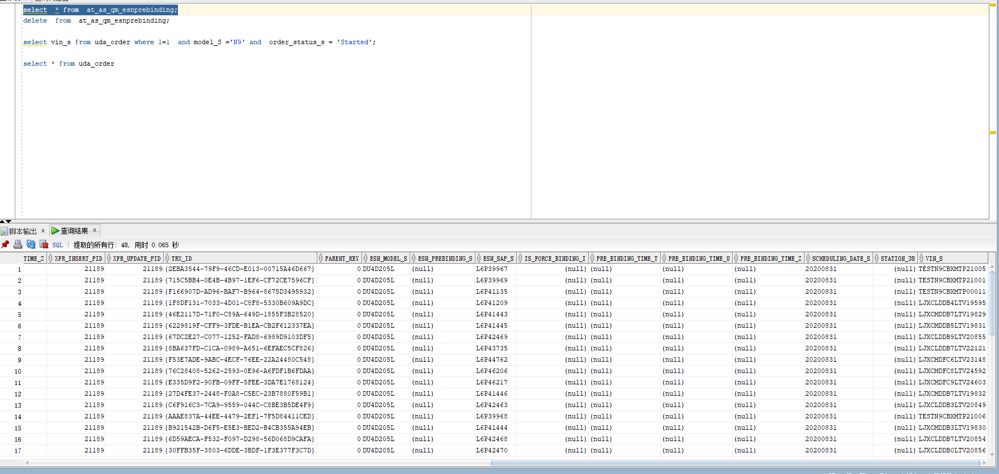 select  * from  at_as_qm_esnprebinding;
delete  from  at_as_qm_esnprebinding;
select vin_s from uda_order where 1=1  and model_S ='N9' and  order_status_s = 'Started';
select * from uda_order
脚本输出 x 查询结果 x
SQL | 提取的所有行: 48, 用时 0.065 秒
TIME_Z XFR_INSERT_PID XFR_UPDATE_PID TRX_ID PARENT_KEY ESN_MODEL_S ESN_PREBINDING_S ESN_SAP_S IS_FORCE_BINDING_I PRE_BINDING_TIME_T PRE_BINDING_TIME_U PRE_BINDING_TIME_Z SCHEDULING_DATE_S STATION_38 VIN_S
1 21189 21189 {2EBA3544-79F9-46CD-E013-00715A46D667} 0 DU4D205L (null) L6P39967 (null) (null) (null) (null) 20200831 (null) TESTN9CBXMTP21005
2 21189 21189 {715C5BB4-0E4B-4B97-1EF6-CF72CE7596CF} 0 DU4D205L (null) L6P39969 (null) (null) (null) (null) 20200831 (null) TESTN9CBXMTP21001
3 21189 21189 {F166907D-AD96-BAF7-B964-8675D3495932} 0 DU4D205L (null) L6P41135 (null) (null) (null) (null) 20200831 (null) TESTN9CBXMTP00011
4 21189 21189 {1F8DF131-7033-4D01-C8F8-5330B609A9DC} 0 DU4D205L (null) L6P41209 (null) (null) (null) (null) 20200831 (null) LJXCLDDB4LTV19595
5 21189 21189 {46E2117D-71F0-C89A-649D-1855F3B28520} 0 DU4D205L (null) L6P41443 (null) (null) (null) (null) 20200831 (null) LJXCMDDB7LTV19829
6 21189 21189 {6229819F-CFF9-3FDE-B1EA-CB2F612337EA} 0 DU4D205L (null) L6P41445 (null) (null) (null) (null) 20200831 (null) LJXCMDDB5LTV19831
7 21189 21189 {67DC2E27-C077-1252-FAD8-6989D9103DF5} 0 DU4D205L (null) L6P42469 (null) (null) (null) (null) 20200831 (null) LJXCLDDB9LTV20855
8 21189 21189 {8BA637FD-C1CA-0989-A651-6EFAEC5CF826} 0 DU4D205L (null) L6P43735 (null) (null) (null) (null) 20200831 (null) LJXCLDDB7LTV22121
9 21189 21189 {F53E7ADE-9ABC-4ECF-76EE-22A24480C548} 0 DU4D205L (null) L6P44762 (null) (null) (null) (null) 20200831 (null) LJXCMDFC6LTV23148
10 21189 21189 {76C28408-5262-2593-0E96-A6FDF1B6FDAA} 0 DU4D205L (null) L6P46206 (null) (null) (null) (null) 20200831 (null) LJXCMDFC8LTV24592
11 21189 21189 {E335D9F2-90FB-09FF-5FEE-3DA7E1768124} 0 DU4D205L (null) L6P46217 (null) (null) (null) (null) 20200831 (null) LJXCMDFC9LTV24603
12 21189 21189 {27D4FE37-2448-F0A8-C5EC-23B7880F59B1} 0 DU4D205L (null) L6P41446 (null) (null) (null) (null) 20200831 (null) LJXCMDDB7LTV19832
13 21189 21189 {C6F916C3-7CA9-9559-044C-C8BE3B5DE4F9} 0 DU4D205L (null) L6P42463 (null) (null) (null) (null) 20200831 (null) LJXCLDDB3LTV20849
14 21189 21189 {AAAE837A-44EE-4479-2EF1-7F5D84411CED} 0 DU4D205L (null) L6P39968 (null) (null) (null) (null) 20200831 (null) TESTN9CBXMTP21006
15 21189 21189 {B921542B-D6F5-E5E3-BED2-B4CB355A94EB} 0 DU4D205L (null) L6P41444 (null) (null) (null) (null) 20200831 (null) LJXCMDDB3LTV19830
16 21189 21189 {6D59AECA-F532-F097-D298-56D068D9CAFA} 0 DU4D205L (null) L6P42468 (null) (null) (null) (null) 20200831 (null) LJXCLDDB7LTV20854
17 21189 21189 {30FFB35F-3803-6DDE-3BDF-1F3E377F3C7D} 0 DU4D205L (null) L6P42470 (null) (null) (null) (null) 20200831 (null) LJXCLDDB0LTV20856